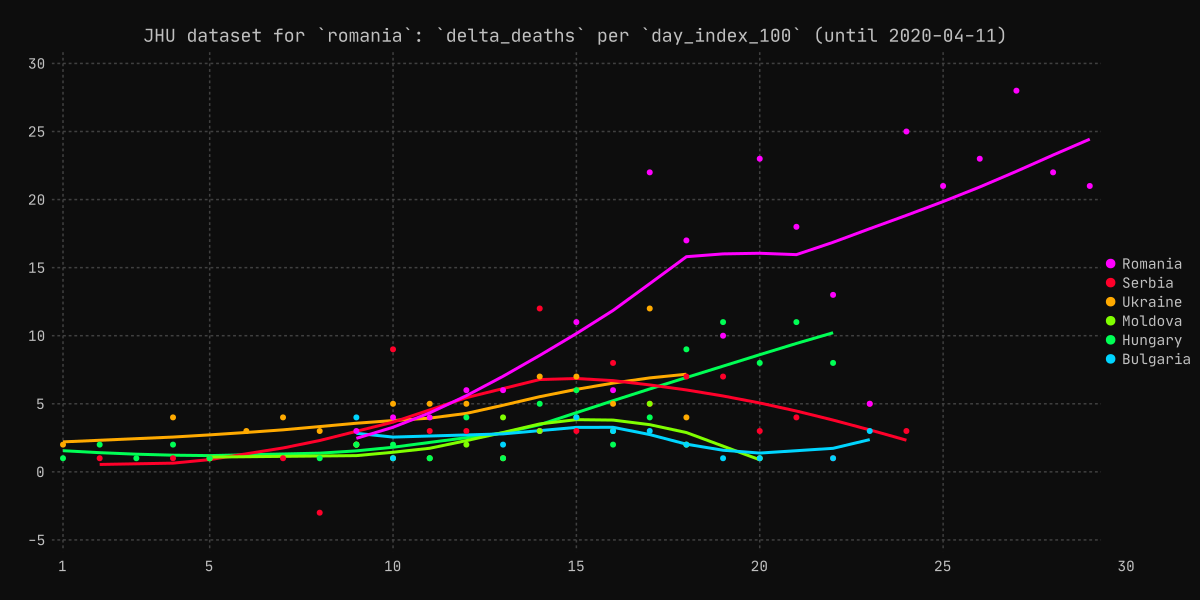 JHU dataset for `romania`: `delta_deaths` per `day_index_100` (until 2020-04-11)
30
25
20
15
10
5
0
-5
1 5 10 15 20 25 30
Romania
Serbia
Ukraine
Moldova
Hungary
Bulgaria